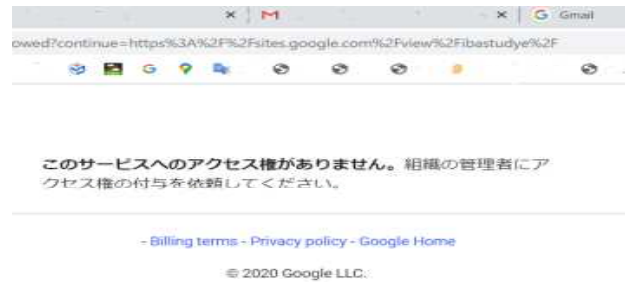 Gmail
owed?continue=https%3A%2F%2Fsites.google.com%2Fview%2Fibastudye%2F
このサービスへのアクセス権がありません。組織の管理者にア
クセス権の付与を依頼してください。
- Billing terms - Privacy policy - Google Home
© 2020 Google LLC.